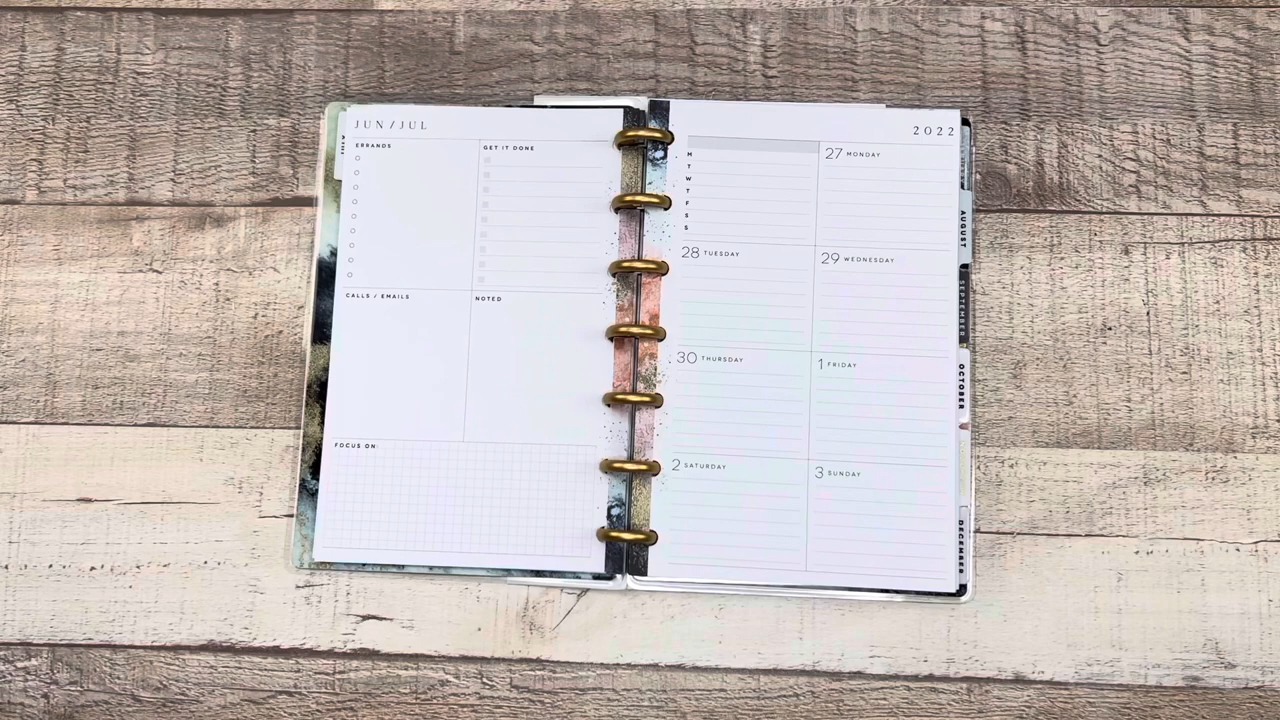 JUN / JUL
ERRANDS
GET IT DONE
CALLS / EMAILS
NOTED
FOCUS ON:
2022
M
T
W
T
F
S
S
27 MONDAY
28 TUESDAY
29 WEDNESDAY
30 THURSDAY
1 FRIDAY
2 SATURDAY
3 SUNDAY
AUGUST
SEPTEMBER
OCTOBER
DECEMBER